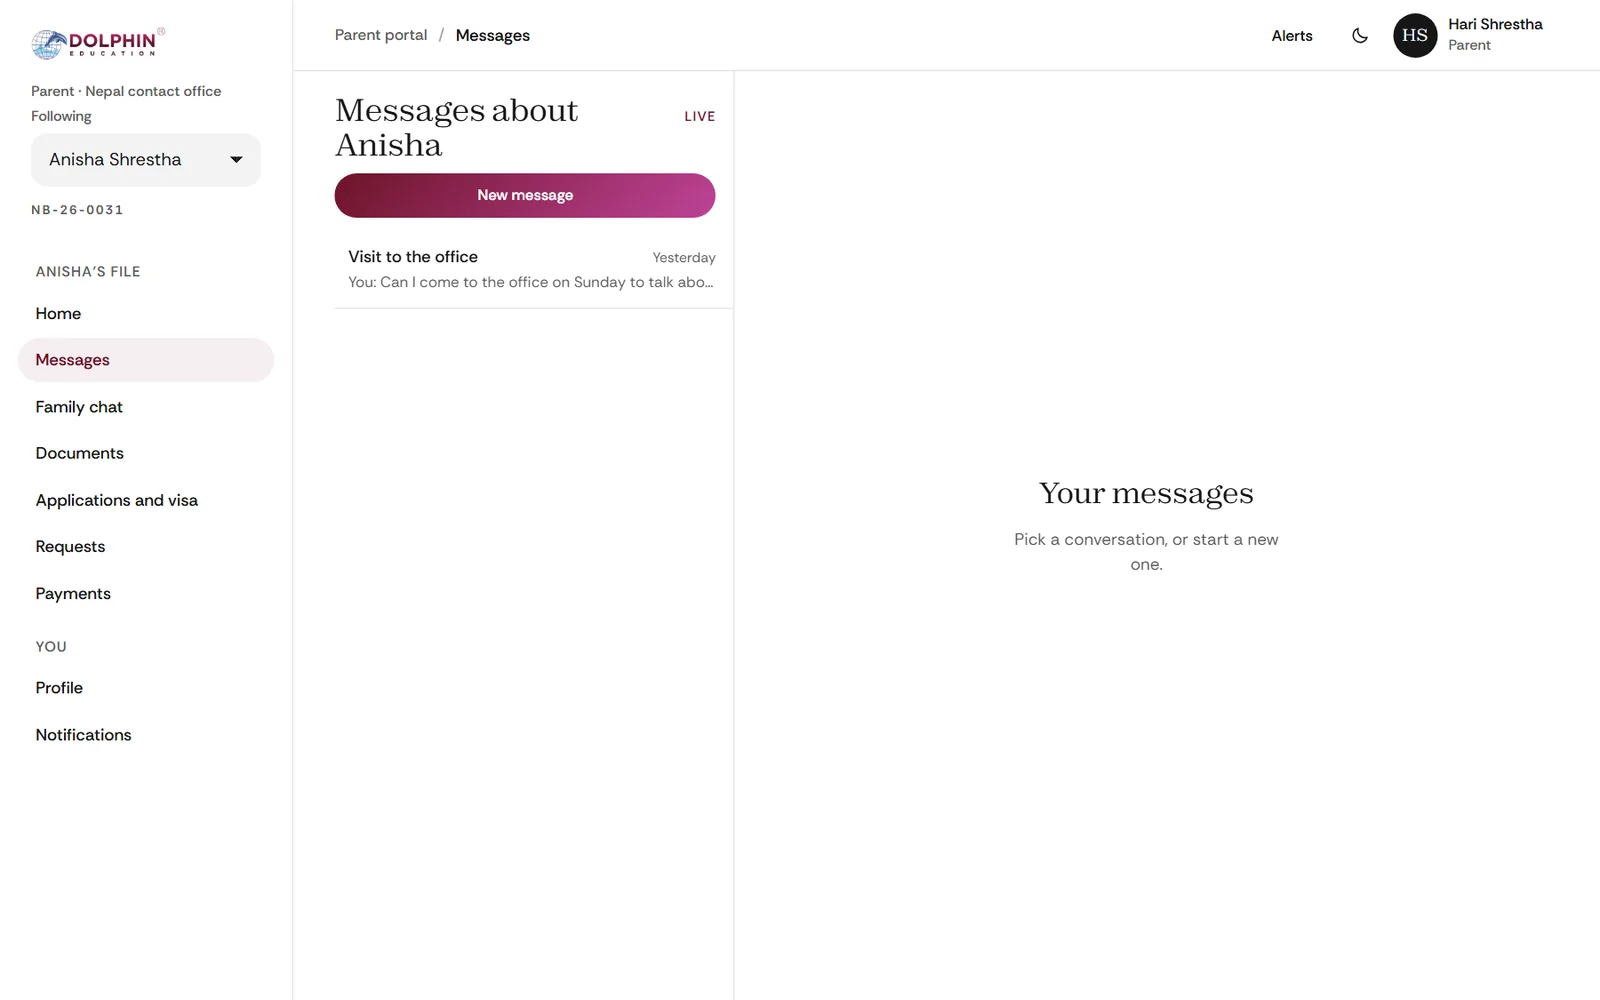 DOLPHIN®
EDUCATION
Parent · Nepal contact office
Following
Anisha Shrestha
NB-26-0031
ANISHA'S FILE
Home
Messages
Family chat
Documents
Applications and visa
Requests
Payments
YOU
Profile
Notifications
Parent portal / Messages
Alerts
HS
Hari Shrestha
Parent
Messages about
Anisha
LIVE
New message
Visit to the office
Yesterday
You: Can I come to the office on Sunday to talk abo...
Your messages
Pick a conversation, or start a new
one.